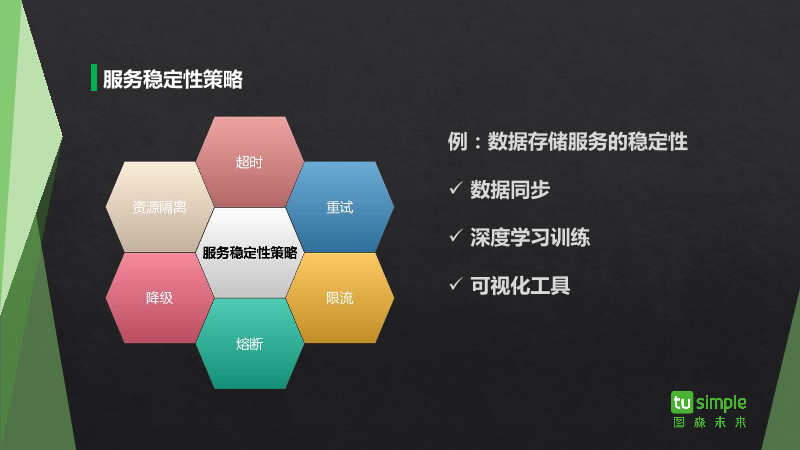 服务稳定性策略
超时
资源隔离
重试
服务稳定性策略
降级
限流
熔断
例：数据存储服务的稳定性
✓ 数据同步
✓ 深度学习训练
✓ 可视化工具
tu simple
图森未来